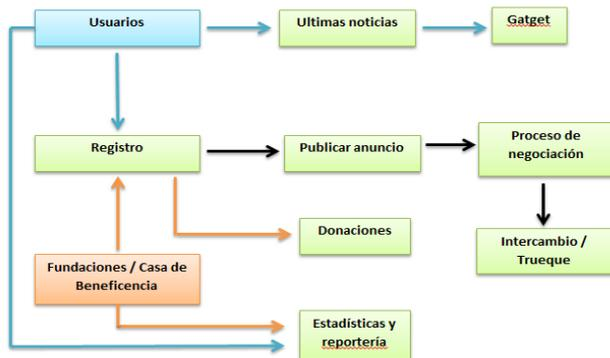 Usuarios
Ultimas noticias
Gatget
Registro
Publicar anuncio
Proceso de
negociación
Donaciones
Intercambio /
Trueque
Fundaciones / Casa de
Beneficencia
Estadísticas y
reportería